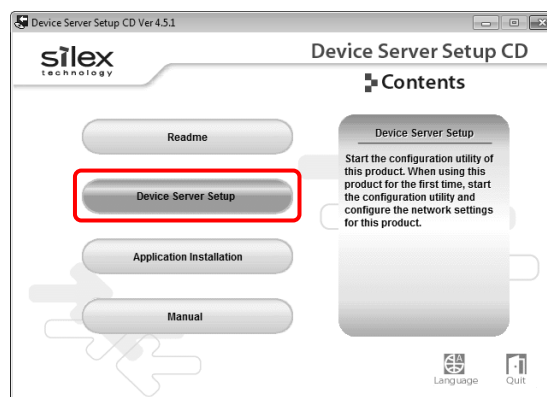 Device Server Setup CD Ver 4.5.1
silex
technology
Device Server Setup CD
Contents
Readme
Device Server Setup
Application Installation
Manual
Device Server Setup
Start the configuration utility of
this product. When using this
product for the first time, start
the configuration utility and
configure the network settings
for this product.
A
Language
Quit